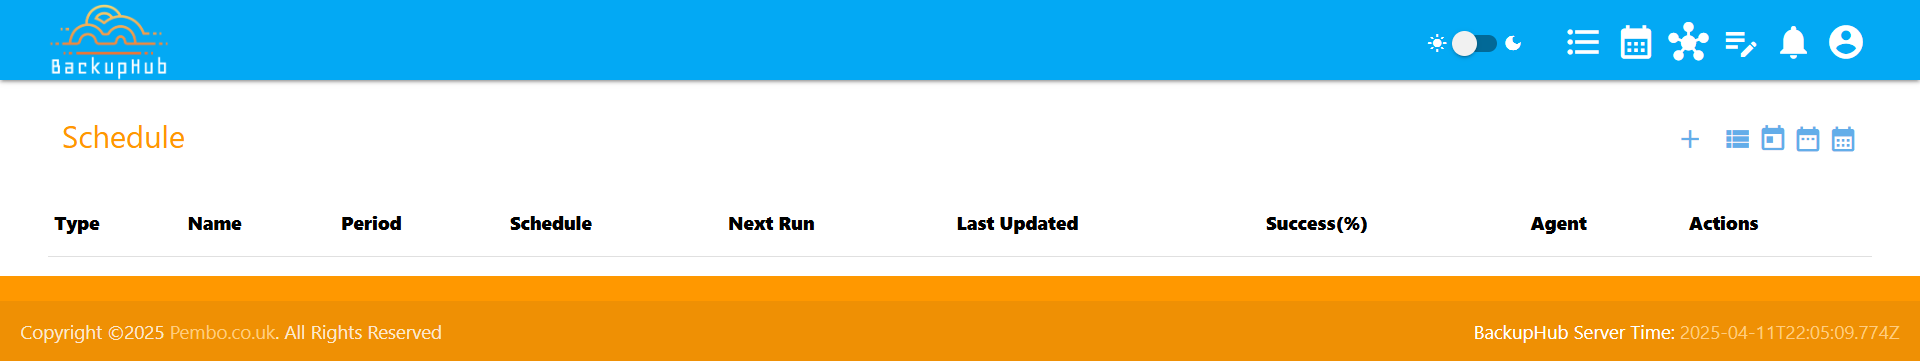 BackupHub
Schedule
Type Name Period Schedule Next Run Last Updated Success(%) Agent Actions
Copyright ©2025 Pembo.co.uk. All Rights Reserved
BackupHub Server Time: 2025-04-11T22:05:09.774Z